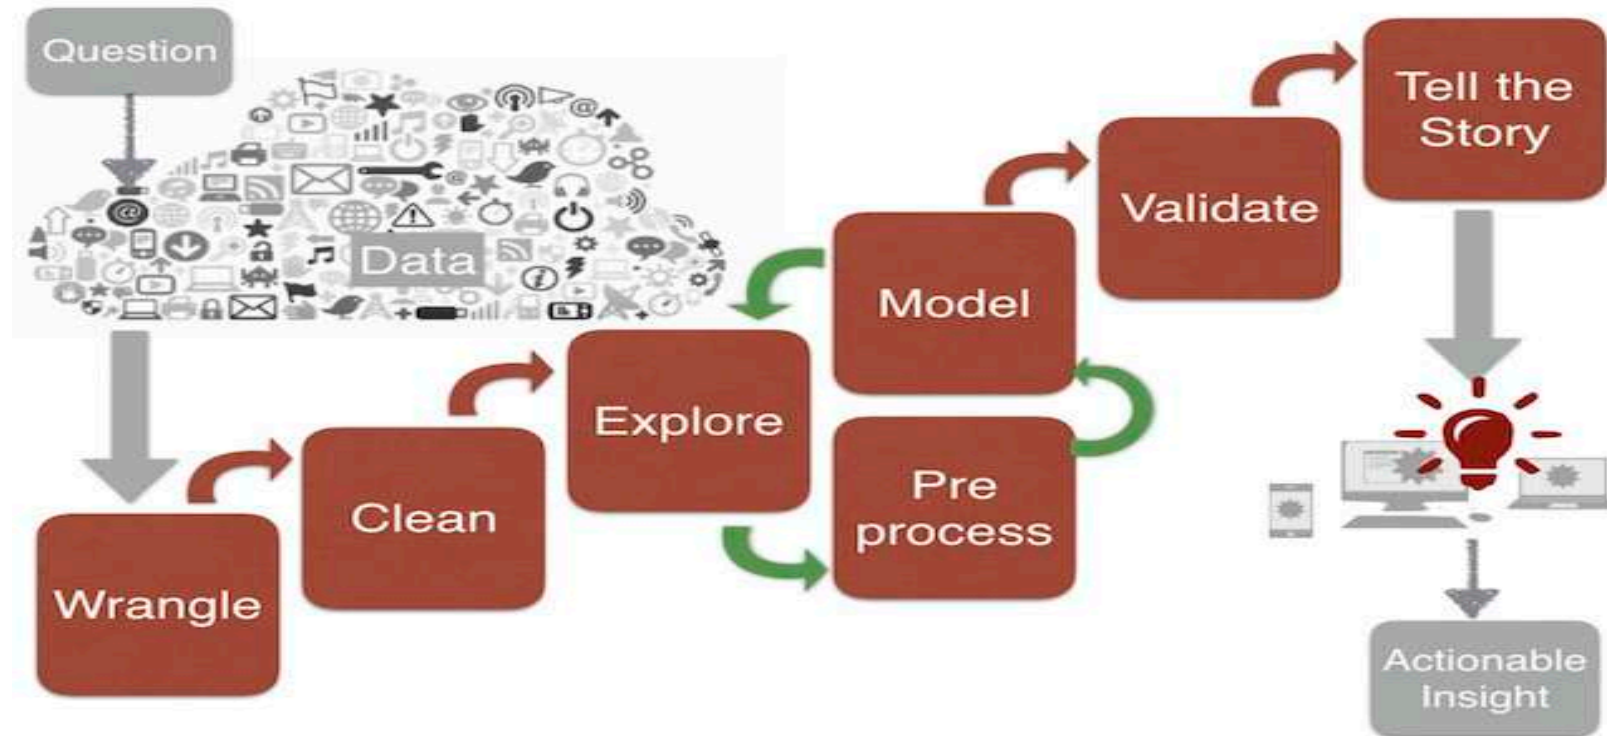 Question
Data
Wrangle
Clean
Explore
Pre
process
Model
Validate
Tell the
Story
Actionable
Insight